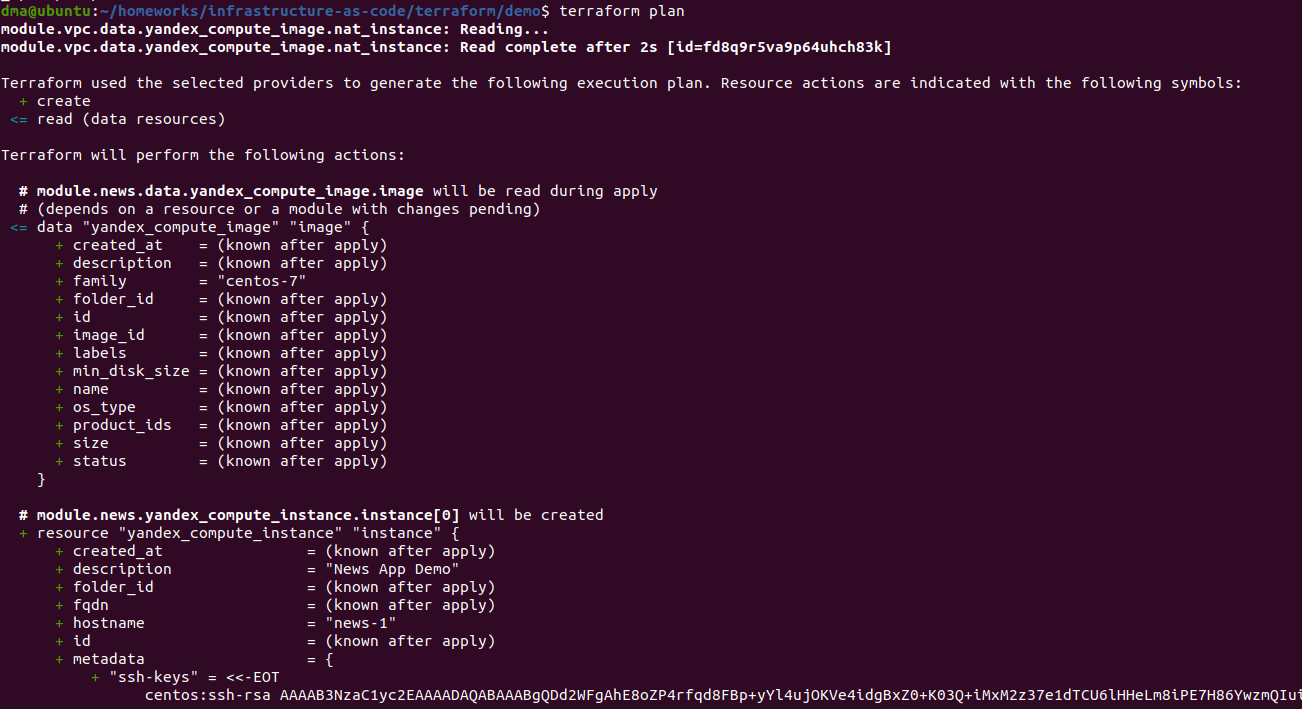 dma@ubuntu:~/homeworks/infrastructure-as-code/terraform/demo$ terraform plan
module.vpc.data.yandex_compute_image.nat_instance: Reading...
module.vpc.data.yandex_compute_image.nat_instance: Read complete after 2s [id=fd8q9r5va9p64uhch83k]
Terraform used the selected providers to generate the following execution plan. Resource actions are indicated with the following symbols:
+ create
<= read (data resources)
Terraform will perform the following actions:
# module.news.data.yandex_compute_image.image will be read during apply
# (depends on a resource or a module with changes pending)
<= data "yandex_compute_image" "image" {
+ created_at = (known after apply)
+ description = (known after apply)
+ family = "centos-7"
+ folder_id = (known after apply)
+ id = (known after apply)
+ image_id = (known after apply)
+ labels = (known after apply)
+ min_disk_size = (known after apply)
+ name = (known after apply)
+ os_type = (known after apply)
+ product_ids = (known after apply)
+ size = (known after apply)
+ status = (known after apply)
}
# module.news.yandex_compute_instance.instance[0] will be created
+ resource "yandex_compute_instance" "instance" {
+ created_at = (known after apply)
+ description = "News App Demo"
+ folder_id = (known after apply)
+ fqdn = (known after apply)
+ hostname = "news-1"
+ id = (known after apply)
+ metadata = {
+ "ssh-keys" = <<-EOT
centos:ssh-rsa AAAAB3NzaC1yc2EAAAADAQABAAABgQDd2WFgAhE8oZP4rfqd8FBp+yYl4ujOKVe4idgBxZ0+K03Q+iMxM2z37e1dTCU6lHHeLm8iPE7H86YwzmQIui